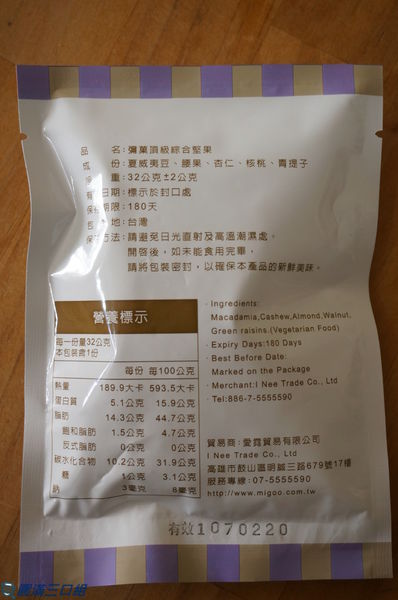 品 名:彌菓頂級綜合堅果
成 份:夏威夷豆、腰果、杏仁、核桃、青提子
重:32公克±2公克
有 日期:標示於封口處
保 期限:180天
地:台灣
保 方法:請避免日光直射及高溫潮濕處。
開啓後,如未能食用完畢,
請將包裝密封,以確保本產品的新鮮美味。
營養標示
每一份量32公克
本包裝含1份
每份 每100公克
熱量 189.9大卡 593.5大卡
蛋白質 5.1公克 15.9公克
脂肪 14.3公克 44.7公克
飽和脂肪 1.5公克 4.7公克
反式脂肪 0公克 0公克
碳水化合物 10.2公克 31.9公克
糖 1公克 3.1公克
鈉 3毫克 8毫克
· Ingredients:
Macadamia,Cashew,Almond,Walnut,
Green raisins.(Vegetarian Food)
· Expiry Days:180 Days
· Best Before Date:
Marked on the Package
· Merchant:I Nee Trade Co., Ltd
· Tel:886-7-5555590
貿易商:愛霓貿易有限公司
I Nee Trade Co., Ltd
高雄市鼓山區明誠三路679號17樓
服務專線:07-5555590
http://www.migoo.com.tw
有效1070220
圓滿三口組